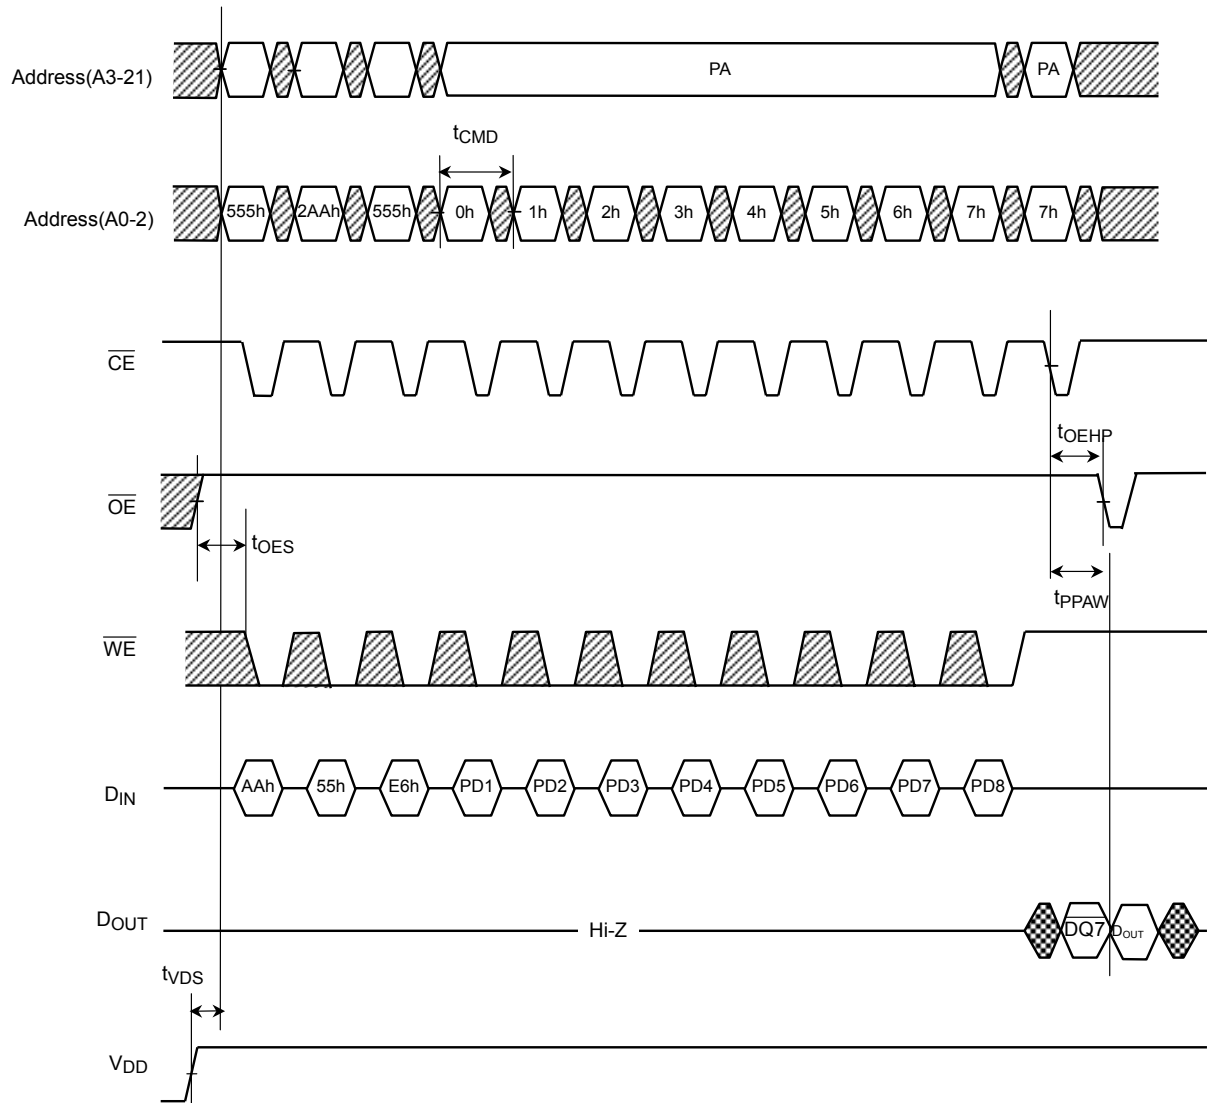 Address(A3-21) PA PA
tCMD
Address(A0-2) 555h 2AAh 555h 0h 1h 2h 3h 4h 5h 6h 7h 7h
CE
tOEHP
OE
tOES
tPPAW
WE
DIN AAh 55h E6h PD1 PD2 PD3 PD4 PD5 PD6 PD7 PD8
DOUT Hi-Z DQ7 DOUT
tVDS
VDD